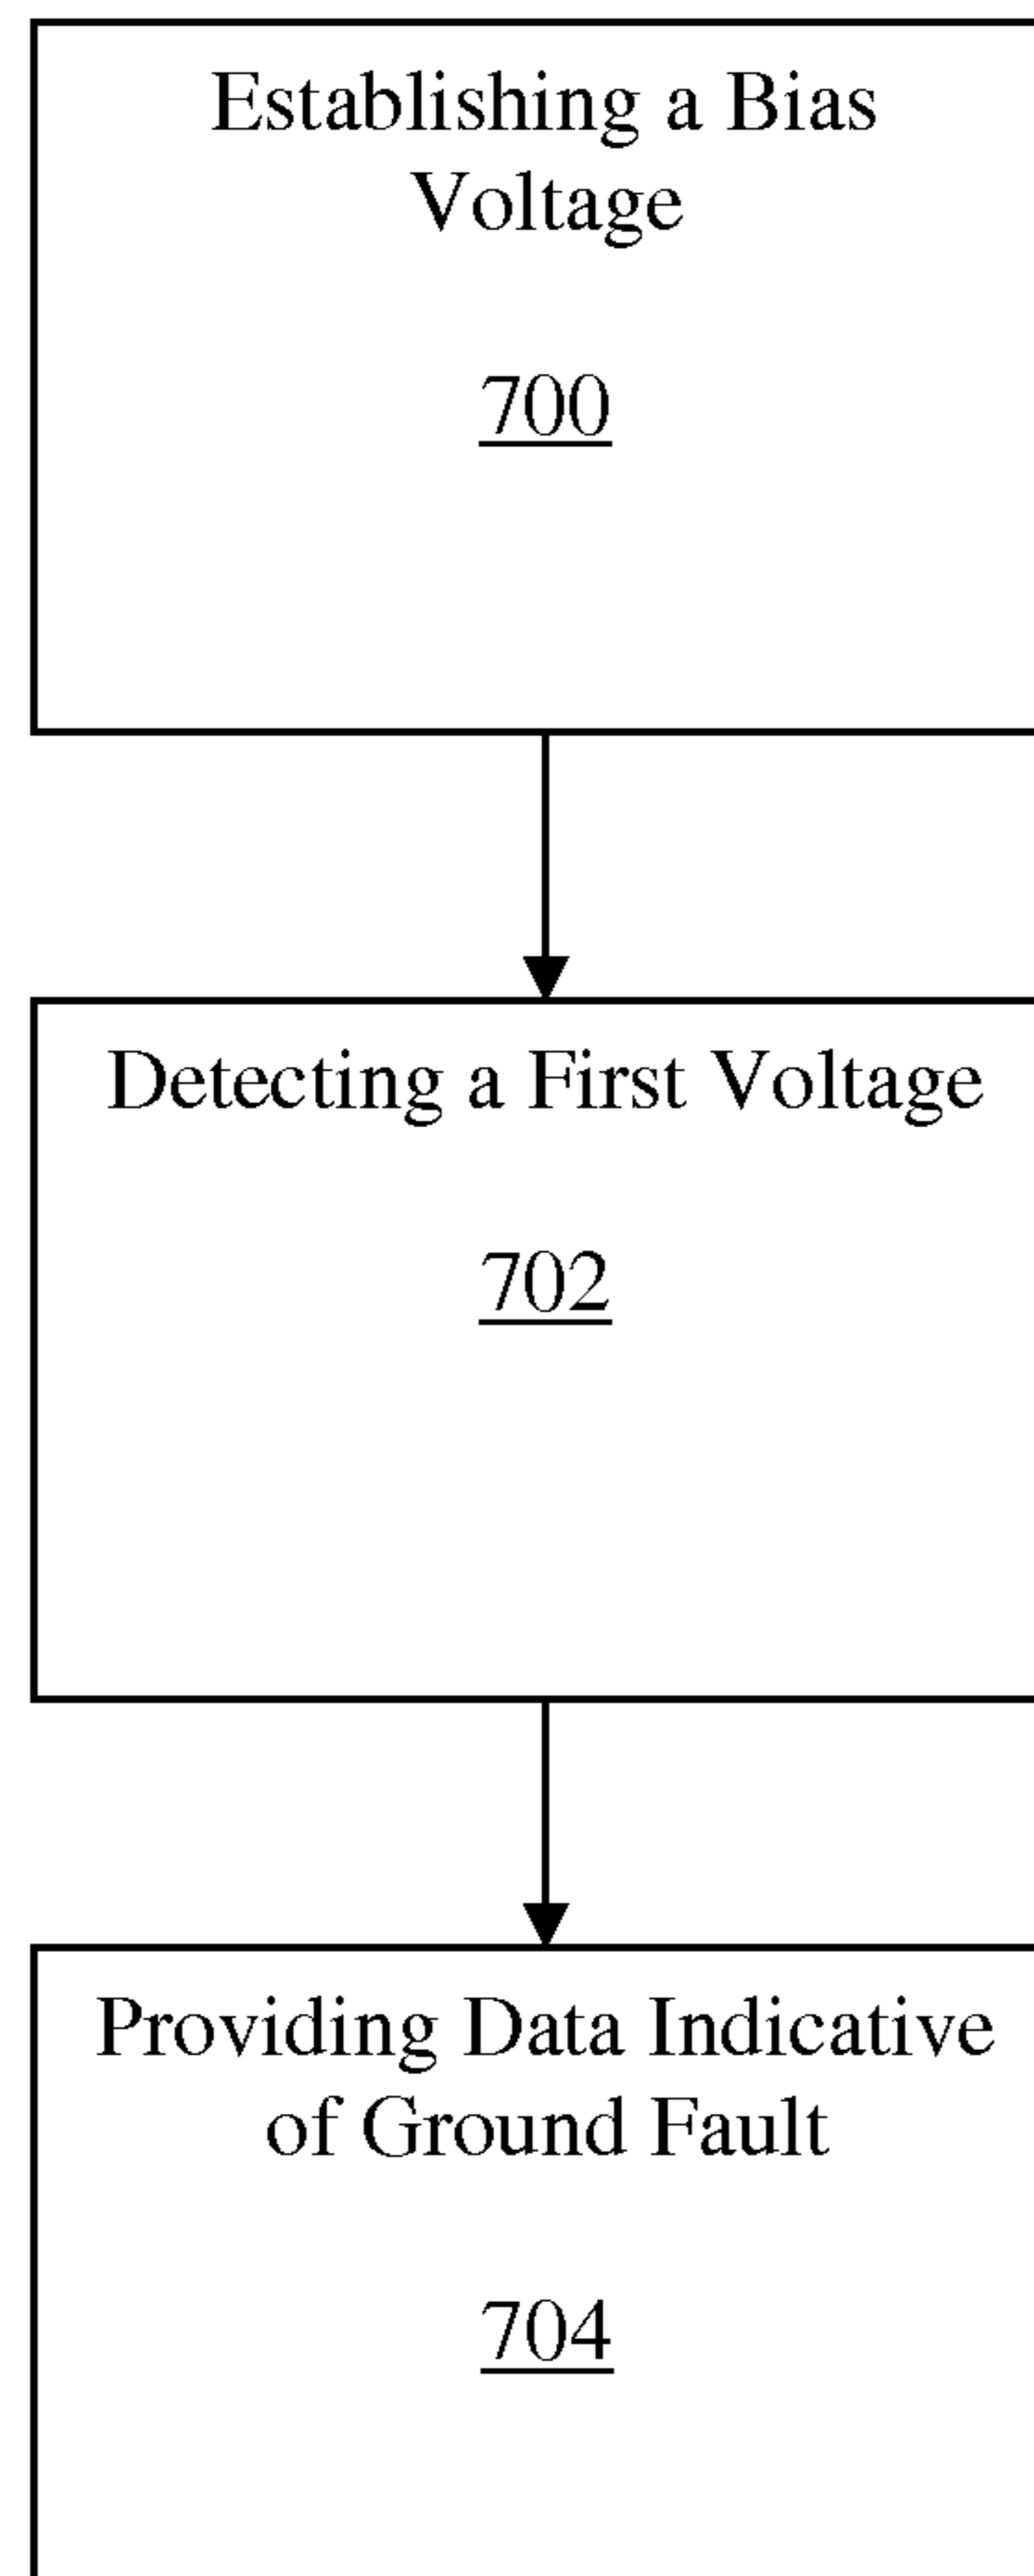 Establishing a Bias
Voltage
700
Detecting a First Voltage
702
Providing Data Indicative
of Ground Fault
704